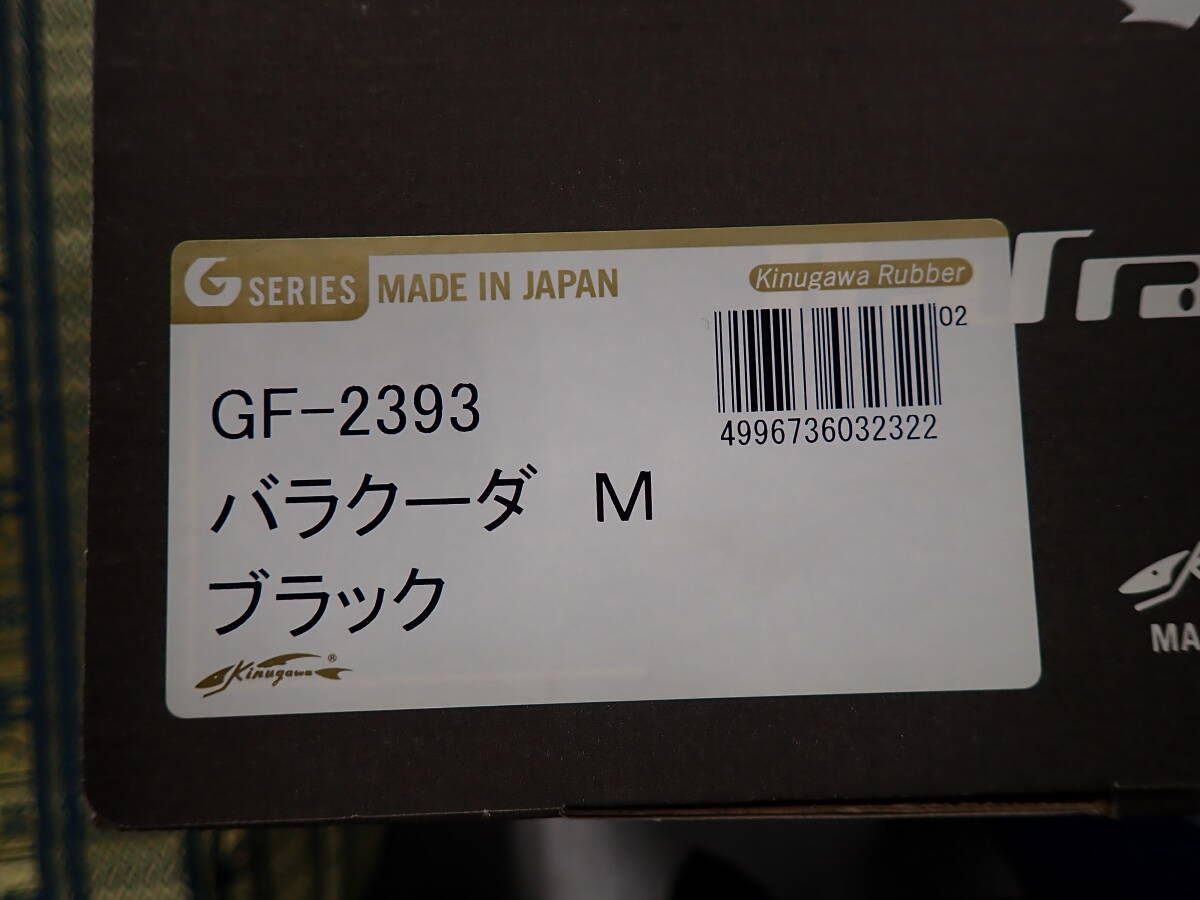 G SERIES MADE IN JAPAN
Kinugawa Rubber
02
4996736032322
GF-2393
バラクーダ M
ブラック
Kinugawa®
MA